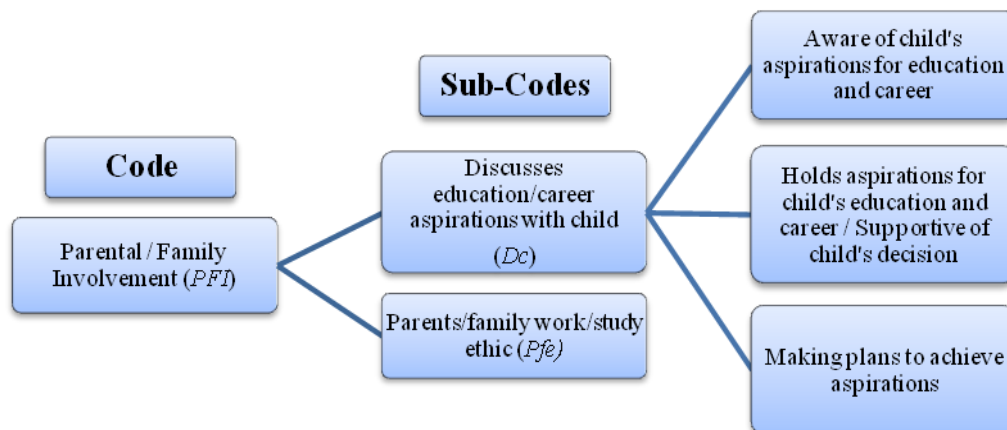 Code
Parental / Family
Involvement (PFI)
Sub-Codes
Discusses
education/career
aspirations with child
(Dc)
Parents/family work/study
ethic (Pfe)
Aware of child's
aspirations for education
and career
Holds aspirations for
child's education and
career / Supportive of
child's decision
Making plans to achieve
aspirations